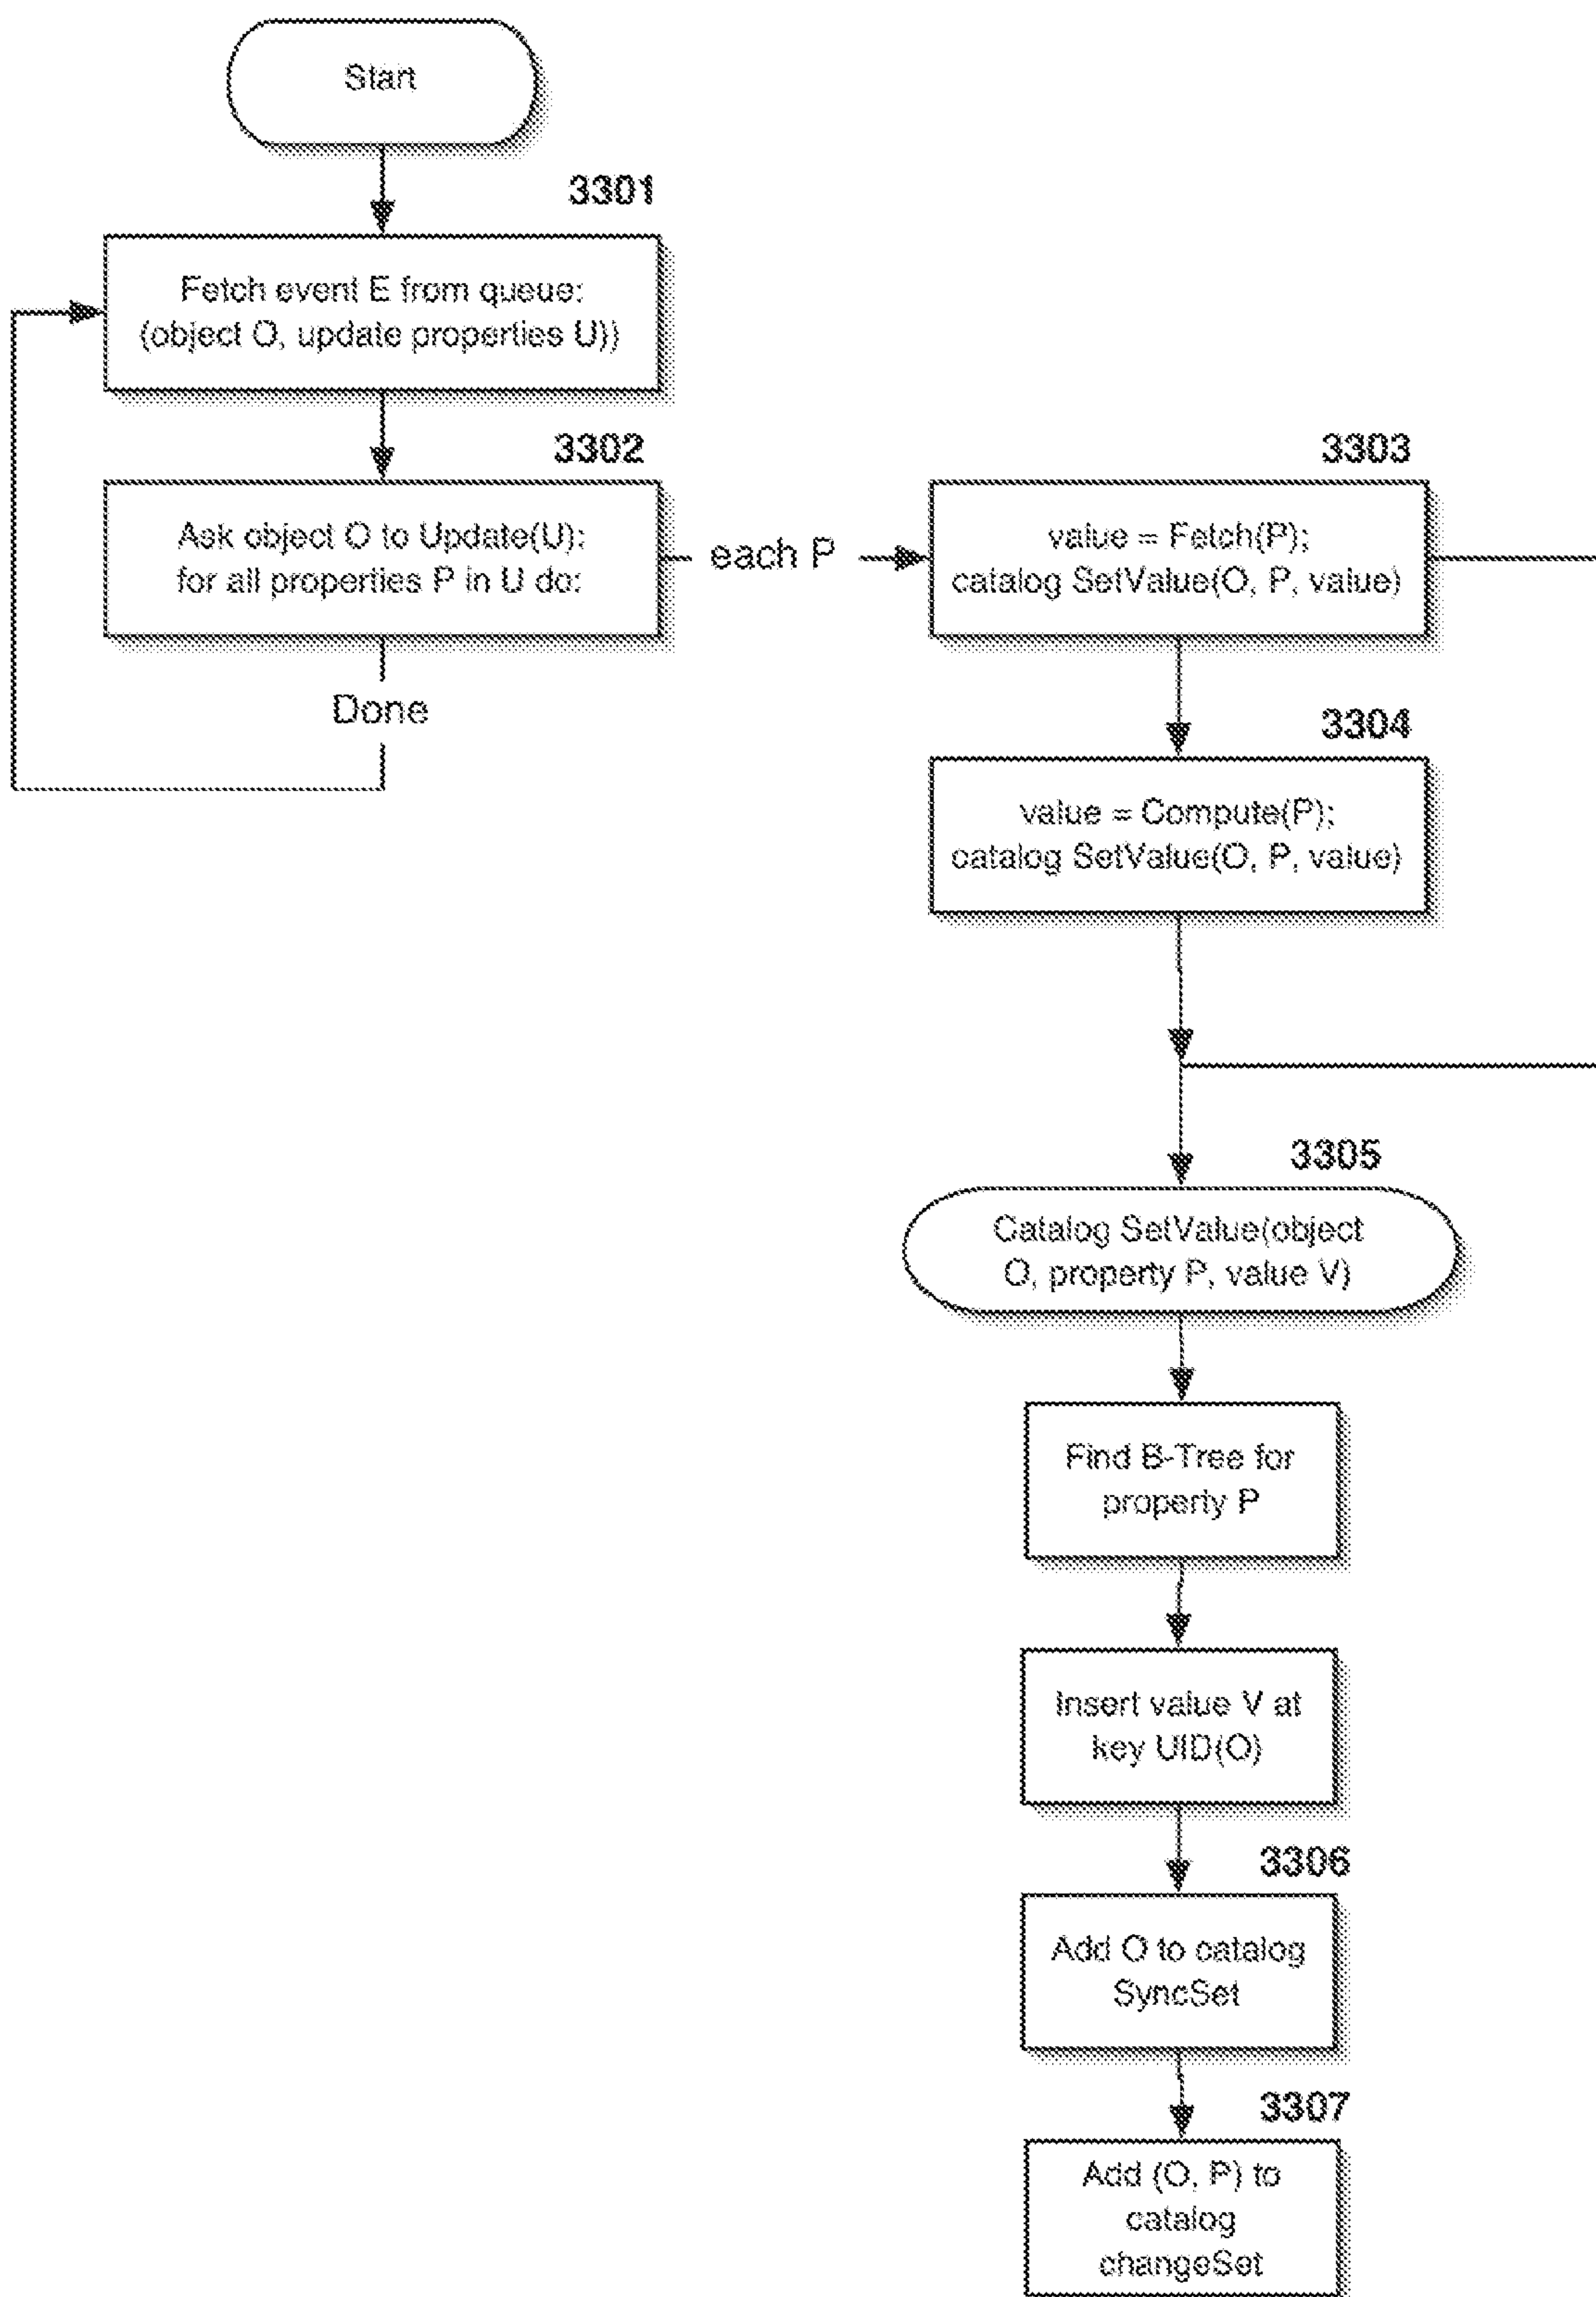 Start
3301
Fetch event E from queue:
(object O, update properties U))
3302
Ask object O to Update(U):
for all properties P in U do:
each P
Done
3303
value = Fetch(P);
catalog SetValue(O, P, value)
3304
value = Compute(P);
catalog SetValue(O, P, value)
3305
Catalog SetValue(object
O, property P, value V)
Find B-Tree for
property P
Insert value V at
key UID(O)
3306
Add O to catalog
SyncSet
3307
Add (O, P) to
catalog
changeSet